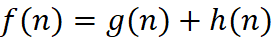 f(n) = g(n) + h(n)